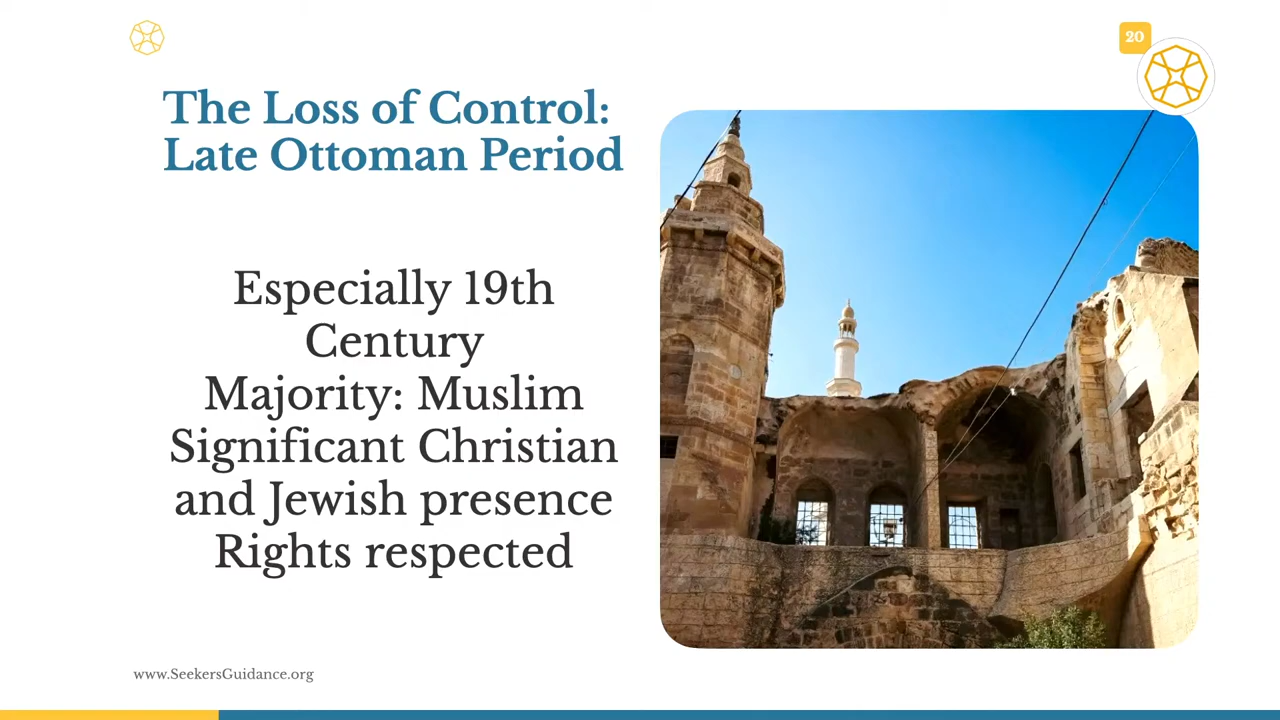 20
The Loss of Control:
Late Ottoman Period
Especially 19th
Century
Majority: Muslim
Significant Christian
and Jewish presence
Rights respected
www.SeekersGuidance.org